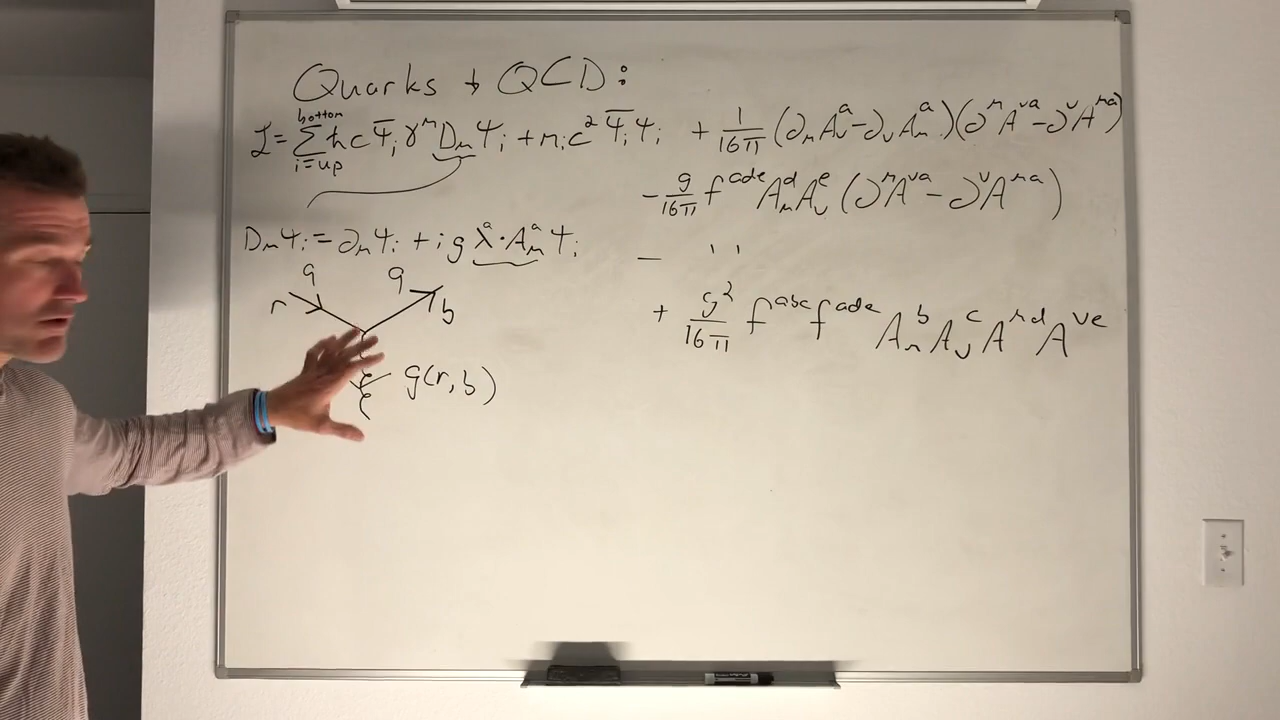 Quarks + QCD:
ℒ = ∑_{i=up}^{bottom} ħc Ψ̄_i γ^μ D_μ Ψ_i + m_i c² Ψ̄_i Ψ_i + 1/16π (∂_μ A_ν^a − ∂_ν A_μ^a)(∂^μ A^{νa} − ∂^ν A^{μa})
− g/16π f^{ade} A_μ^d A_ν^e (∂^μ A^{νa} − ∂^ν A^{μa})
D_μ Ψ_i = ∂_μ Ψ_i + i g λ^a · A_μ^a Ψ_i
− ' '
q q
r b
+ g²/16π f^{abc} f^{ade} A_μ^b A_ν^c A^{μd} A^{νe}
g(r,b)